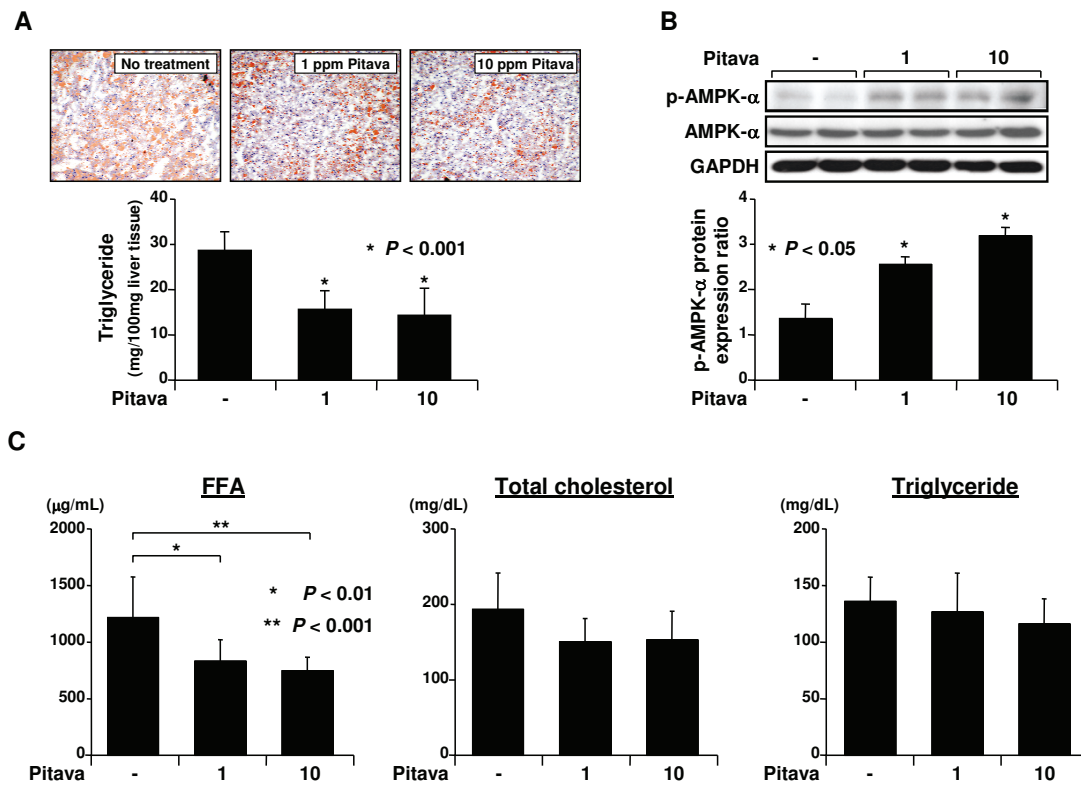 A
No treatment
1 ppm Pitava
10 ppm Pitava
Triglyceride
(mg/100mg liver tissue)
40
30
20
10
0
* P < 0.001
*
*
Pitava - 1 10
B
Pitava - 1 10
p-AMPK-α
AMPK-α
GAPDH
p-AMPK-α protein
expression ratio
4
3
2
1
0
* P < 0.05
*
*
Pitava - 1 10
C
FFA
(μg/mL)
2000
1500
1000
500
0
**
*
* P < 0.01
** P < 0.001
Pitava - 1 10
Total cholesterol
(mg/dL)
300
200
100
0
Pitava - 1 10
Triglyceride
(mg/dL)
200
150
100
50
0
Pitava - 1 10